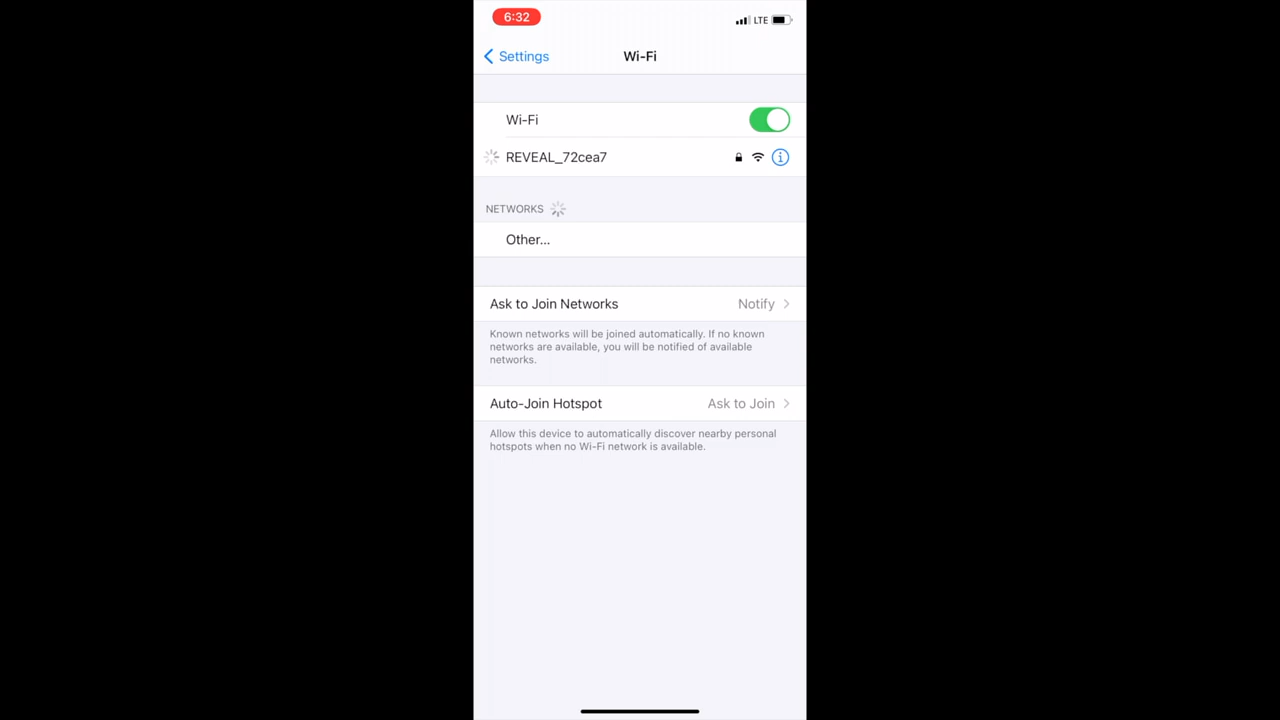 6:32 LTE
Settings Wi-Fi
Wi-Fi
REVEAL_72cea7
NETWORKS
Other...
Ask to Join Networks Notify
Known networks will be joined automatically. If no known
networks are available, you will be notified of available
networks.
Auto-Join Hotspot Ask to Join
Allow this device to automatically discover nearby personal
hotspots when no Wi-Fi network is available.